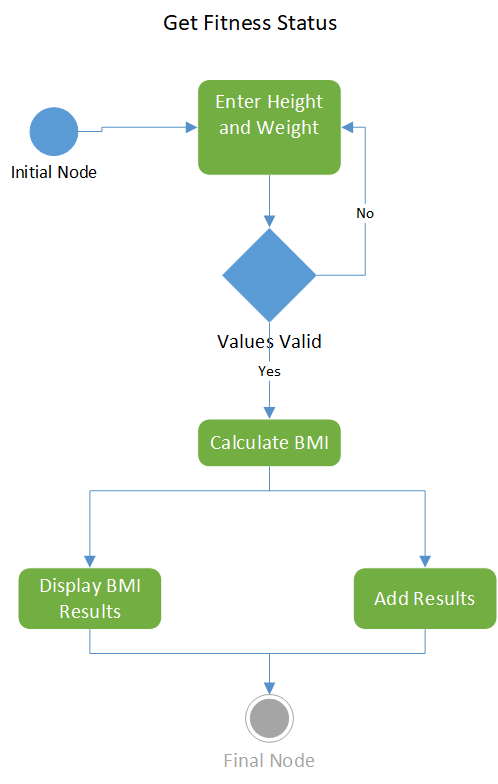 Get Fitness Status
Enter Height
and Weight
Initial Node
No
Values Valid
Yes
Calculate BMI
Display BMI
Results
Add Results
Final Node